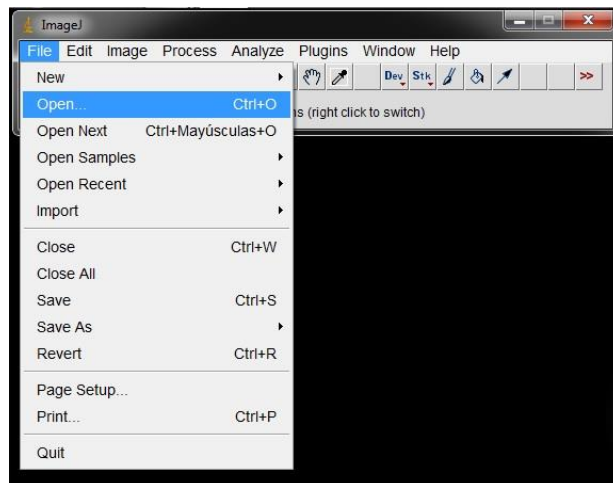 ImageJ
File Edit Image Process Analyze Plugins Window Help
New
Dev Stk >>
Open... Ctrl+O
s (right click to switch)
Open Next Ctrl+Mayúsculas+O
Open Samples
Open Recent
Import
Close Ctrl+W
Close All
Save Ctrl+S
Save As
Revert Ctrl+R
Page Setup...
Print... Ctrl+P
Quit